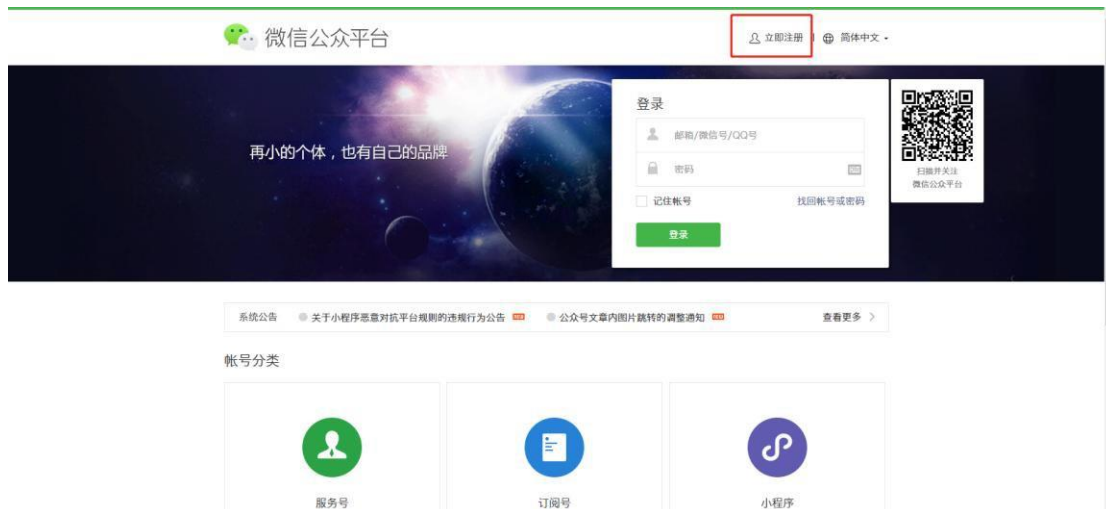 微信公众平台
立即注册 简体中文
再小的个体，也有自己的品牌
登录
邮箱/微信号/QQ号
密码
记住帐号 找回帐号或密码
登录
扫描并关注
微信公众平台
系统公告 关于小程序恶意对抗平台规则的违规行为公告 公众号文章内图片跳转的调整通知 查看更多
帐号分类
服务号 订阅号 小程序